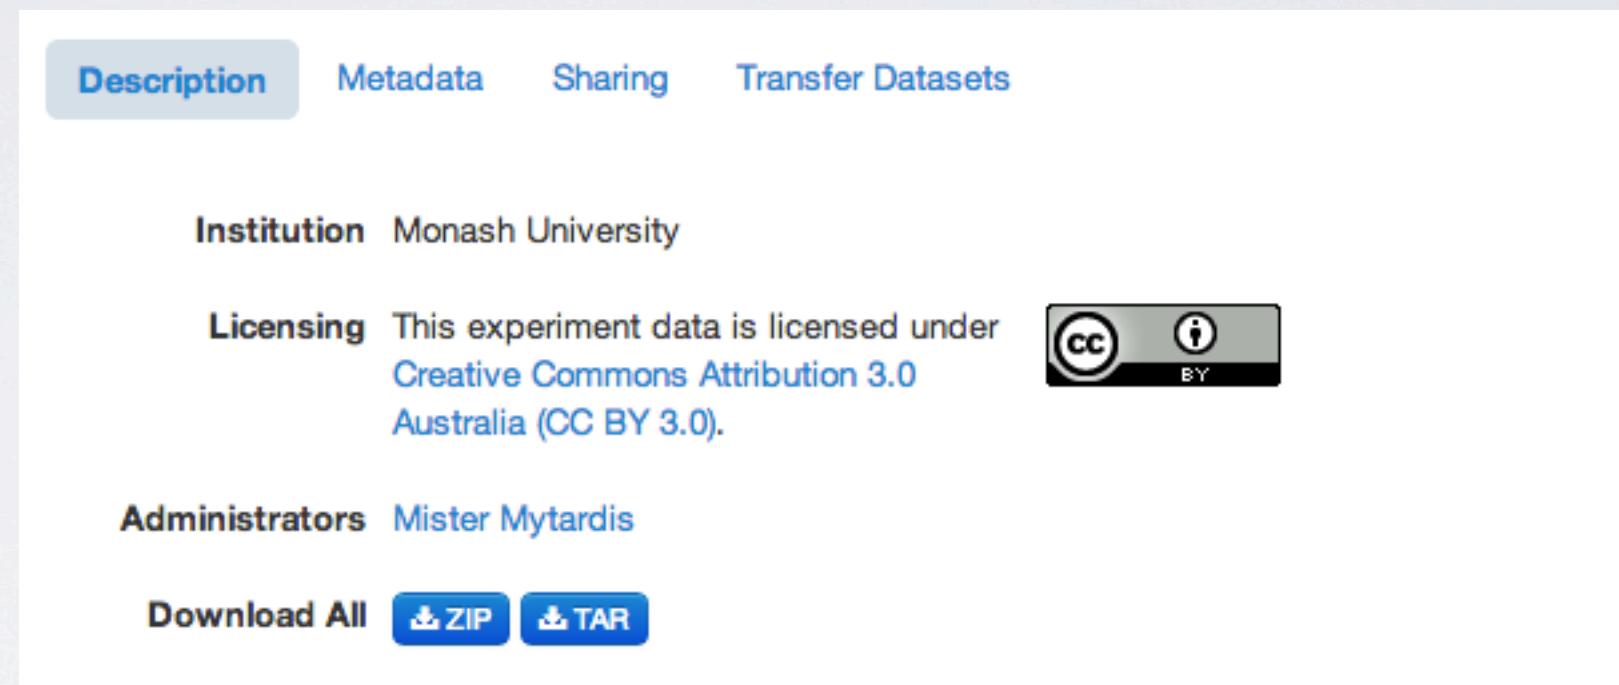 Description Metadata Sharing Transfer Datasets
Institution Monash University
Licensing This experiment data is licensed under
Creative Commons Attribution 3.0
Australia (CC BY 3.0).
cc
BY
Administrators Mister Mytardis
Download All ZIP TAR